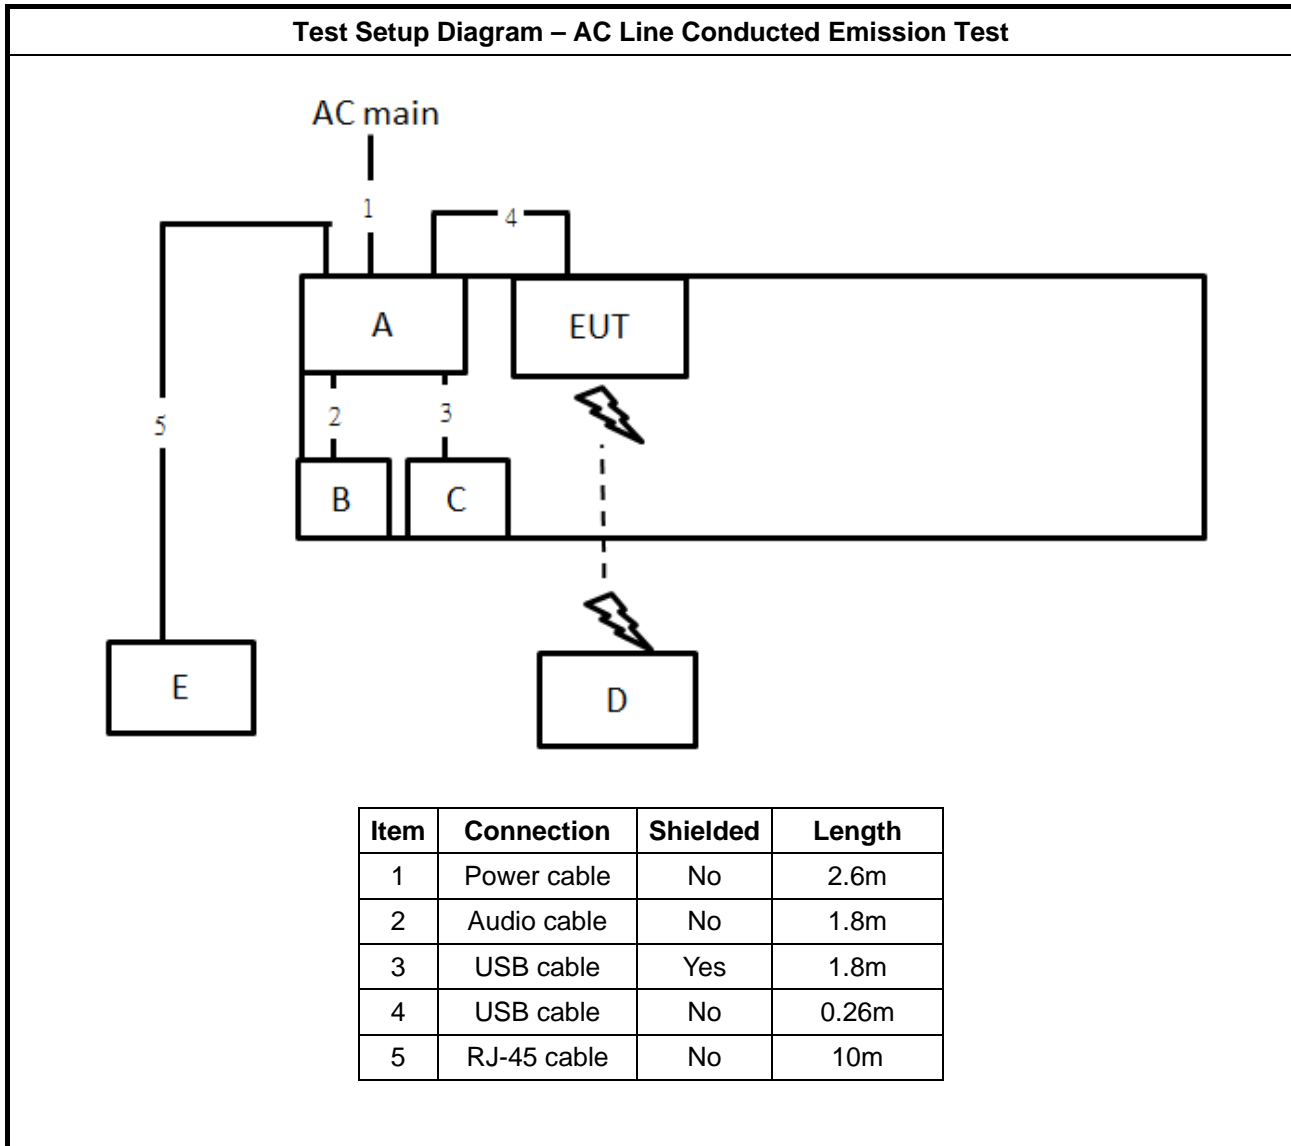 Test Setup Diagram – AC Line Conducted Emission Test
AC main
1
4
A
EUT
5
2
3
B
C
E
D
Item Connection Shielded Length
1 Power cable No 2.6m
2 Audio cable No 1.8m
3 USB cable Yes 1.8m
4 USB cable No 0.26m
5 RJ-45 cable No 10m